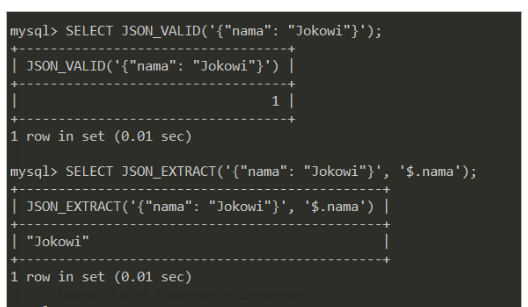 mysql> SELECT JSON_VALID('{"nama": "Jokowi"}');
+----------------------------------+
| JSON_VALID('{"nama": "Jokowi"}') |
+----------------------------------+
|                                1 |
+----------------------------------+
1 row in set (0.01 sec)
mysql> SELECT JSON_EXTRACT('{"nama": "Jokowi"}', '$.nama');
+----------------------------------------------+
| JSON_EXTRACT('{"nama": "Jokowi"}', '$.nama') |
+----------------------------------------------+
| "Jokowi"                                     |
+----------------------------------------------+
1 row in set (0.01 sec)